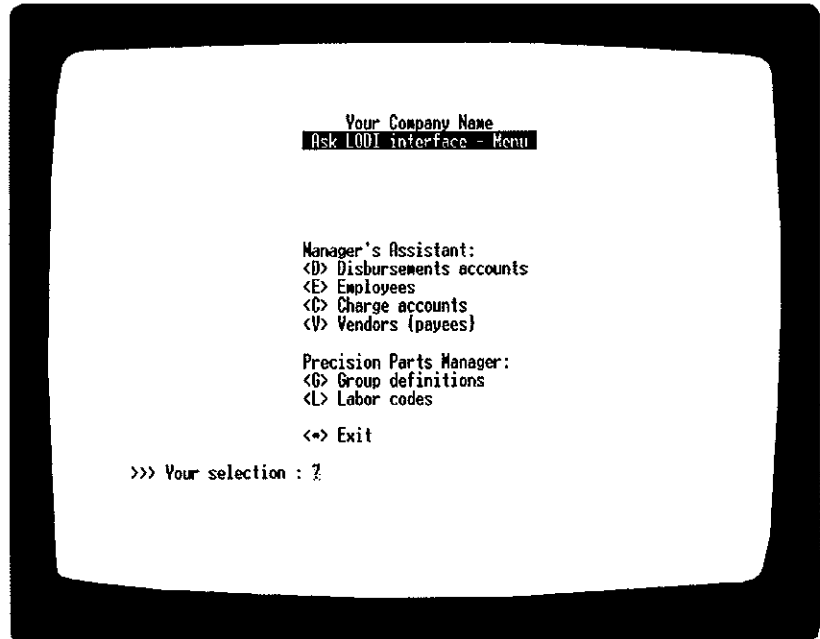 Your Company Name
Ask LODI interface - Menu
Manager's Assistant:
<D> Disbursements accounts
<E> Employees
<C> Charge accounts
<V> Vendors {payees}
Precision Parts Manager:
<G> Group definitions
<L> Labor codes
<*> Exit
>>> Your selection : ?